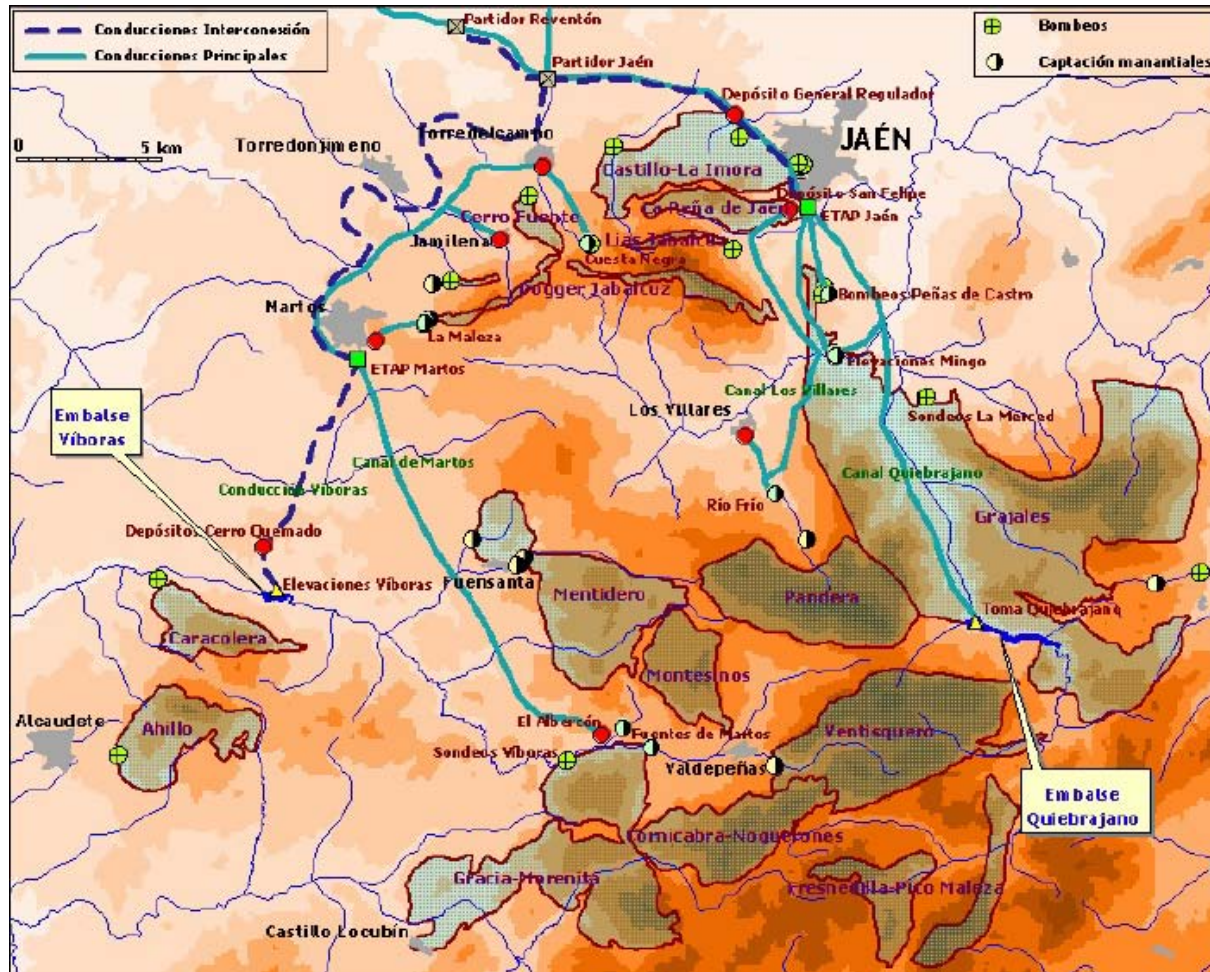 Conducciones Interconexión
Conducciones Principales
Partidor Reventón
Bombeos
Captación manantiales
Partidor Jaén
Depósito General Regulador
Torredelcampo
Torredonjimeno
JAÉN
0 5 km
Castillo-La Imora
Depósito San Felipe
La Peña de Jaén
ETAP Jaén
Cerro Fuente
Jamilena
Lias Jabalcuz
Cuesta Negra
Dogger Jabalcuz
Bombeos Peñas de Castro
Martos
La Maleza
ETAP Martos
Elevaciones Mingo
Canal Los Villares
Los Villares
Sondeos La Merced
Embalse
Víboras
Canal de Martos
Canal Quiebrajano
Conducción Víboras
Río Frío
Grajales
Depósitos Cerro Quemado
Fuensanta
Elevaciones Víboras
Mentidero
Pandera
Toma Quiebrajano
Caracolera
Montesinos
Alcaudete
Ahillo
El Albercón
Fuentes de Martos
Ventisquero
Sondeos Víboras
Valdepeñas
Embalse
Quiebrajano
Cornicabra-Noguerones
Gracia-Morenita
Fresnedilla-Pico Maleza
Castillo Locubín